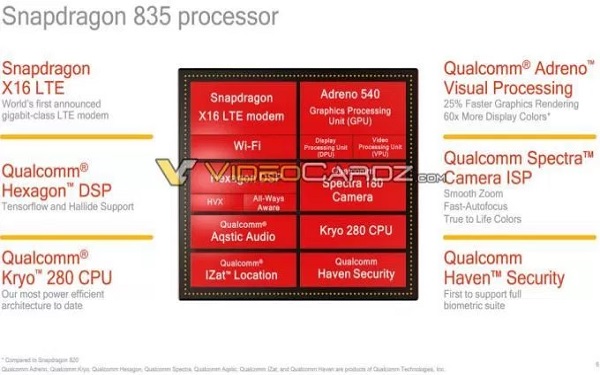 Snapdragon 835 processor
Snapdragon
X16 LTE
World's first announced
gigabit-class LTE modem
Qualcomm®
Hexagon™ DSP
Tensorflow and Hallide Support
Qualcomm®
Kryo™ 280 CPU
Our most power efficient
architecture to date
Snapdragon
X16 LTE modem
Adreno 540
Graphics Processing
Unit (GPU)
Wi-Fi
Display
Processing Unit
(DPU)
Video
Processing Unit
(VPU)
VIDEOCARDZ.COM
Hexagon DSP
HVX
All-Ways
Aware
Qualcomm®
Spectra 180
Camera
Qualcomm®
Aqstic Audio
Kryo 280 CPU
Qualcomm®
IZat™ Location
Qualcomm
Haven Security
Qualcomm® Adreno™
Visual Processing
25% Faster Graphics Rendering
60x More Display Colors*
Qualcomm Spectra™
Camera ISP
Smooth Zoom
Fast-Autofocus
True to Life Colors
Qualcomm
Haven™ Security
First to support full
biometric suite
* Compared to Snapdragon 820
Qualcomm Adreno, Qualcomm Kryo, Qualcomm Hexagon, Qualcomm Spectra, Qualcomm Aqstic, Qualcomm IZat, and Qualcomm Haven are products of Qualcomm Technologies, Inc.
6